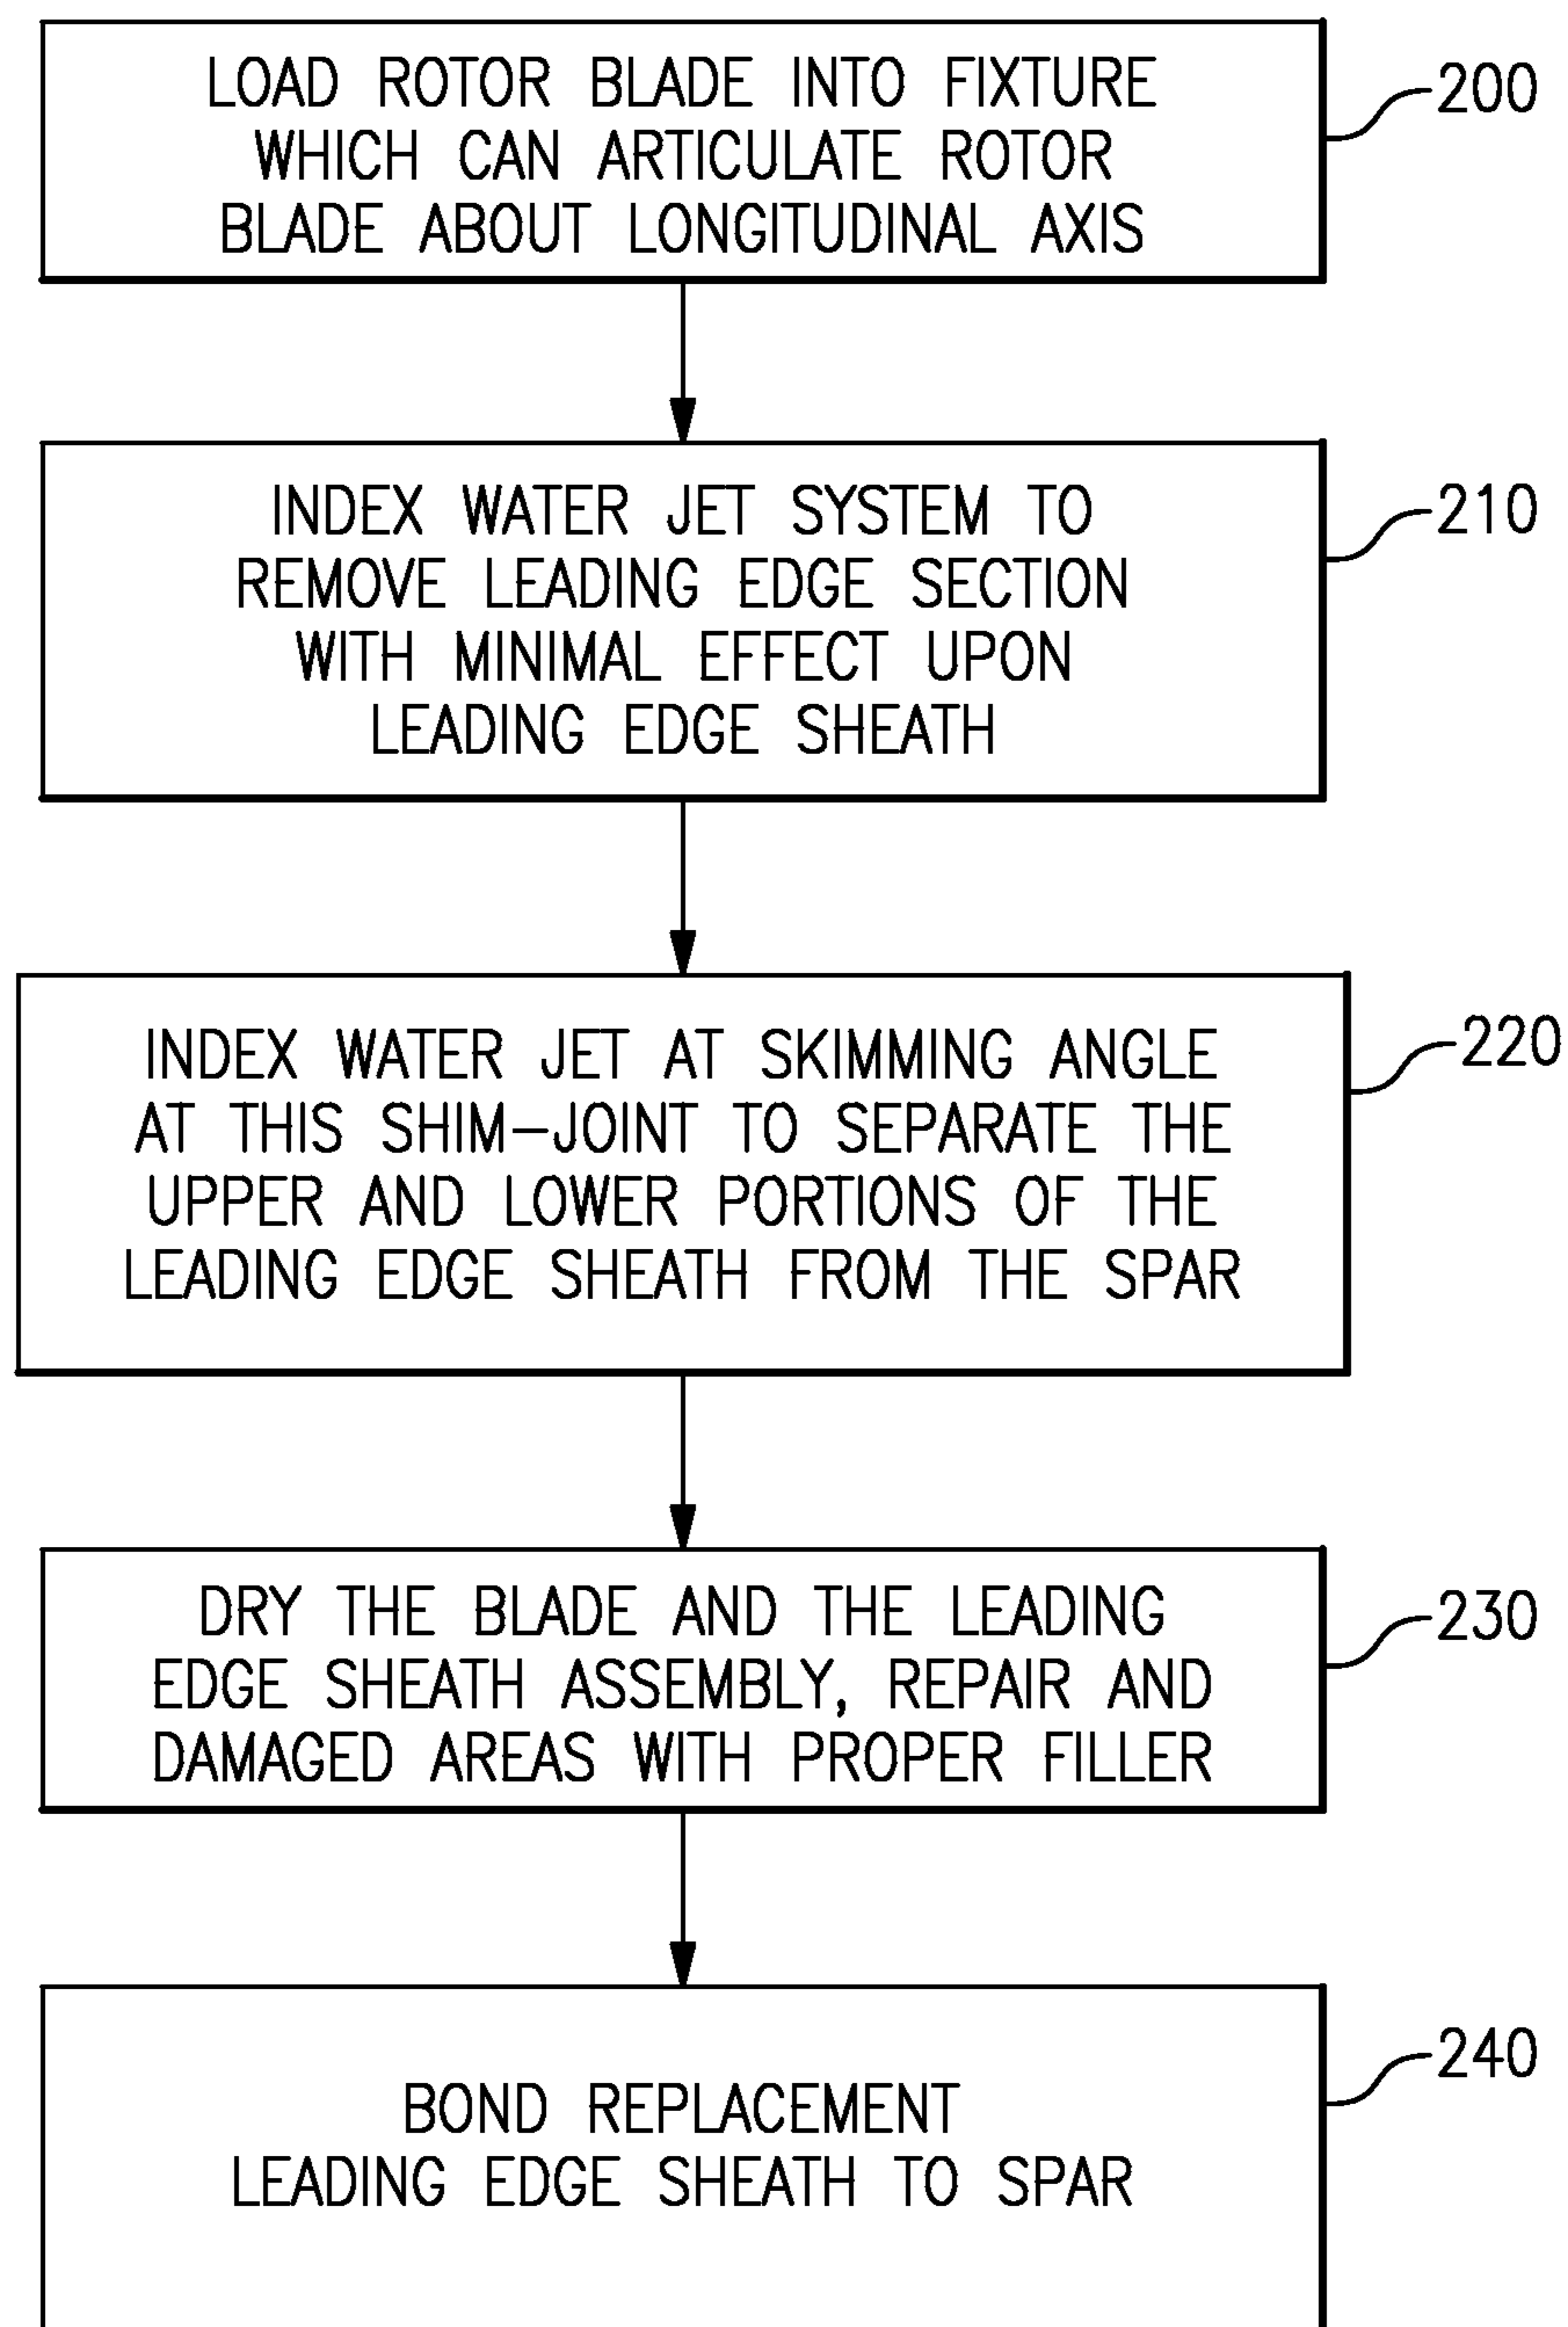 LOAD ROTOR BLADE INTO FIXTURE
WHICH CAN ARTICULATE ROTOR
BLADE ABOUT LONGITUDINAL AXIS
200
INDEX WATER JET SYSTEM TO
REMOVE LEADING EDGE SECTION
WITH MINIMAL EFFECT UPON
LEADING EDGE SHEATH
210
INDEX WATER JET AT SKIMMING ANGLE
AT THIS SHIM-JOINT TO SEPARATE THE
UPPER AND LOWER PORTIONS OF THE
LEADING EDGE SHEATH FROM THE SPAR
220
DRY THE BLADE AND THE LEADING
EDGE SHEATH ASSEMBLY, REPAIR AND
DAMAGED AREAS WITH PROPER FILLER
230
BOND REPLACEMENT
LEADING EDGE SHEATH TO SPAR
240